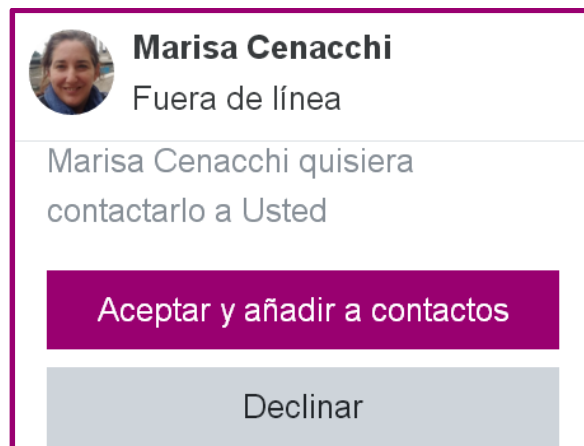 Marisa Cenacchi
Fuera de línea
Marisa Cenacchi quisiera
contactarlo a Usted
Aceptar y añadir a contactos
Declinar